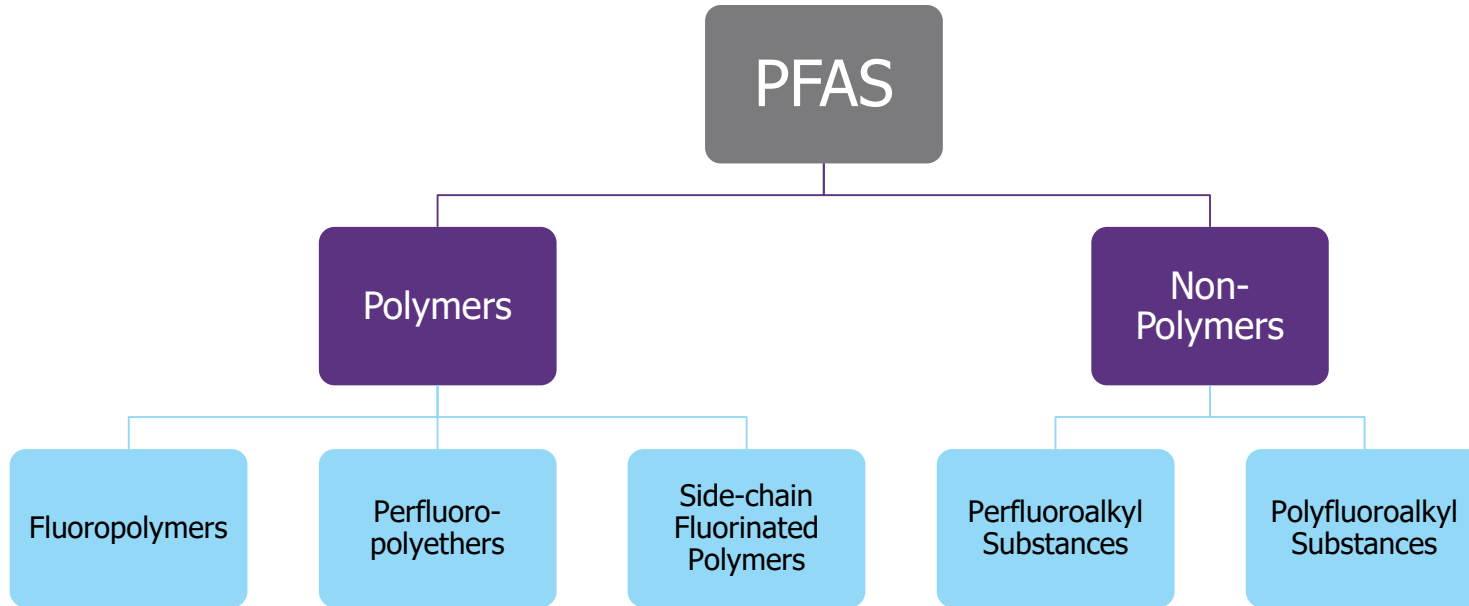 PFAS
Polymers
Non-
Polymers
Fluoropolymers
Perfluoro-
polyethers
Side-chain
Fluorinated
Polymers
Perfluoroalkyl
Substances
Polyfluoroalkyl
Substances